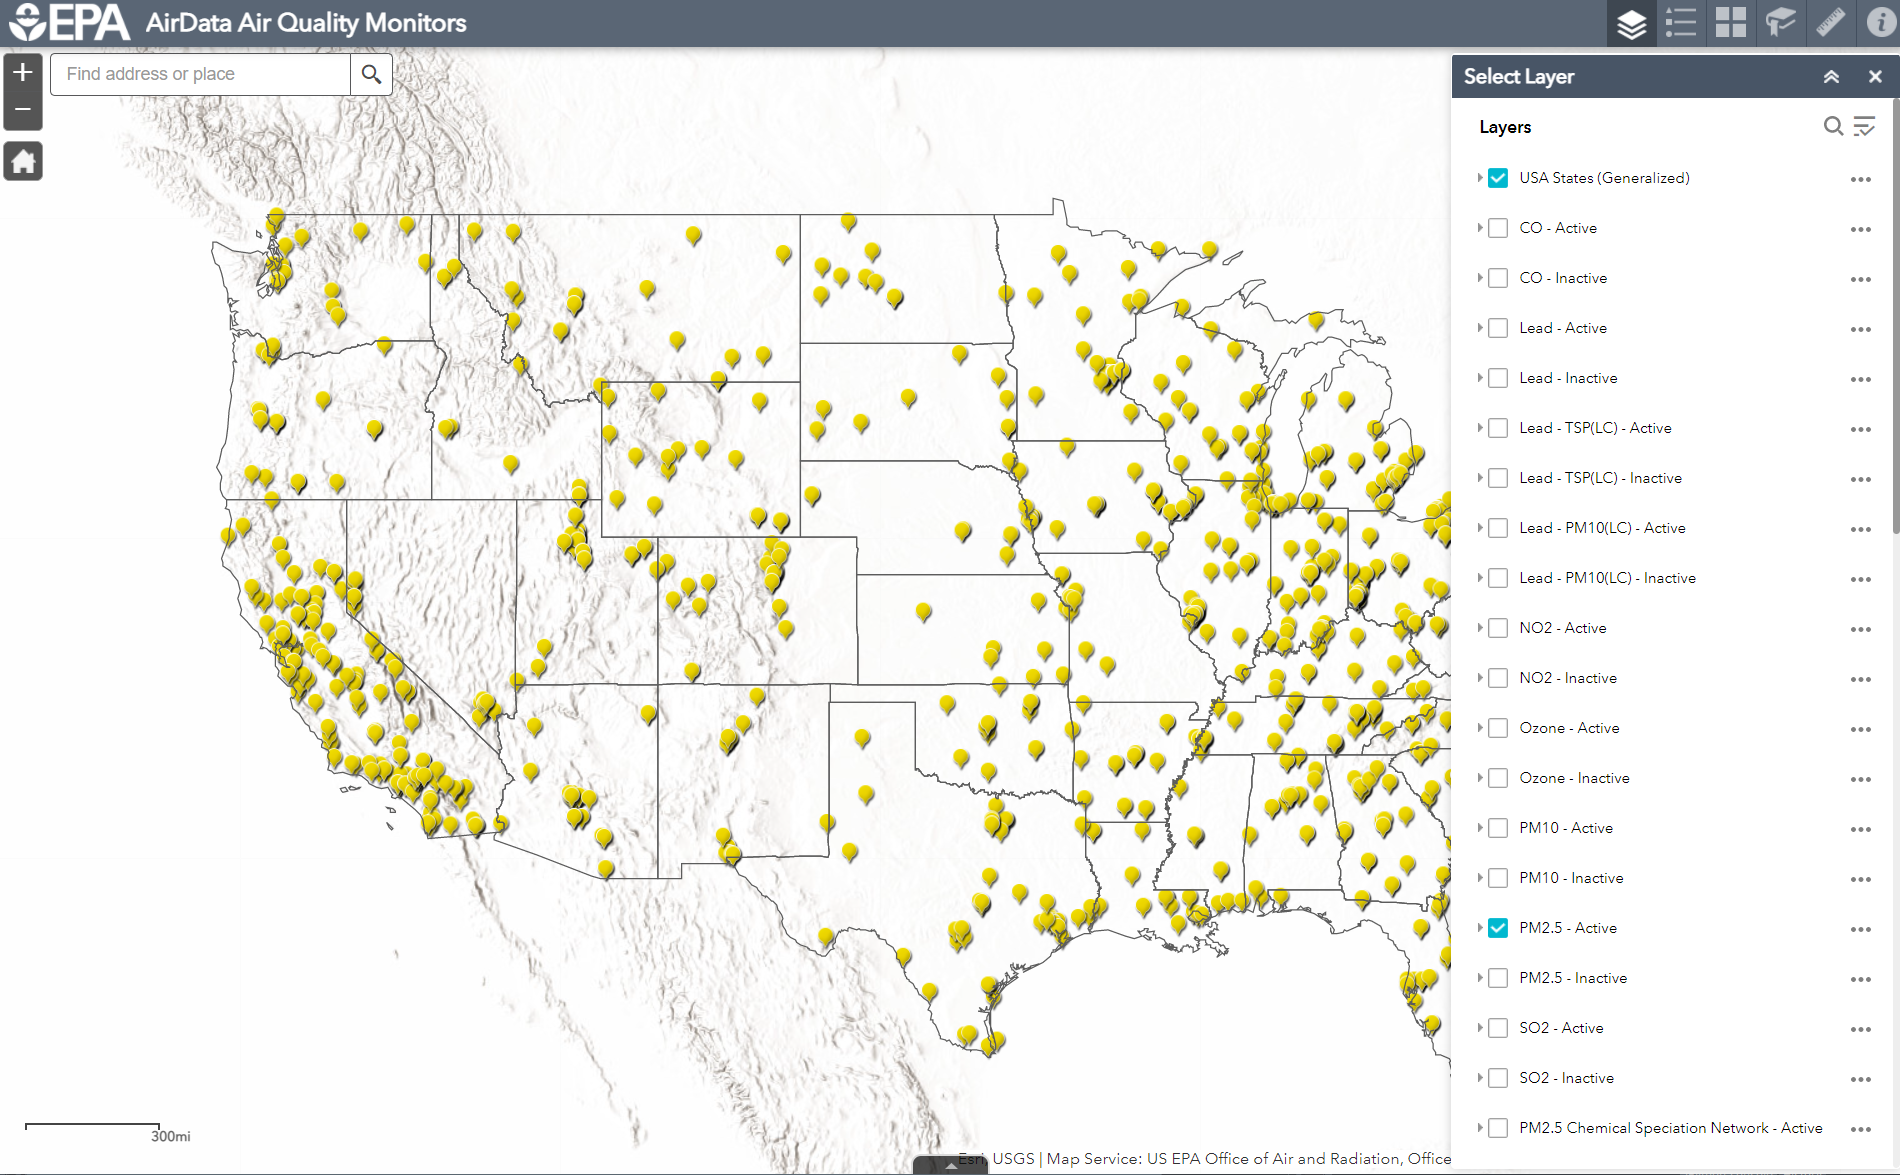 EPA AirData Air Quality Monitors
+
Find address or place
−
Select Layer
Layers
USA States (Generalized)
CO - Active
CO - Inactive
Lead - Active
Lead - Inactive
Lead - TSP(LC) - Active
Lead - TSP(LC) - Inactive
Lead - PM10(LC) - Active
Lead - PM10(LC) - Inactive
NO2 - Active
NO2 - Inactive
Ozone - Active
Ozone - Inactive
PM10 - Active
PM10 - Inactive
PM2.5 - Active
PM2.5 - Inactive
SO2 - Active
SO2 - Inactive
PM2.5 Chemical Speciation Network - Active
300mi
Esri, USGS | Map Service: US EPA Office of Air and Radiation, Office